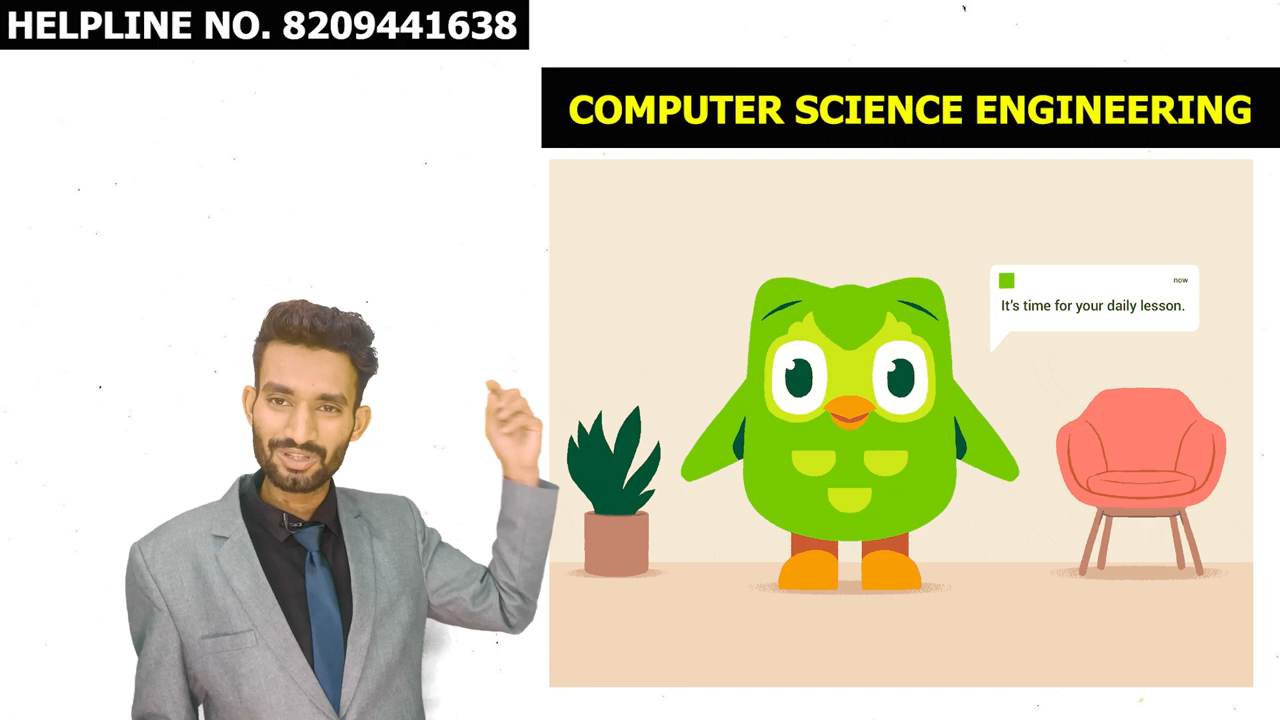 HELPLINE NO. 8209441638
COMPUTER SCIENCE ENGINEERING
now
It's time for your daily lesson.